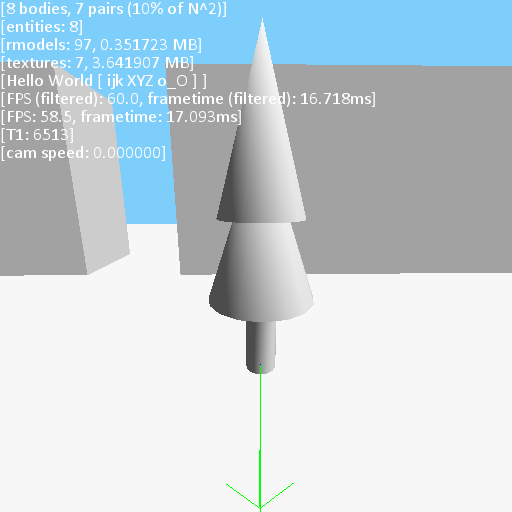 [8 bodies, 7 pairs (10% of N^2)]
[entities: 8]
[rmodels: 97, 0.351723 MB]
[textures: 7, 3.641907 MB]
[Hello World [ ijk XYZ o_O ] ]
[FPS (filtered): 60.0, frametime (filtered): 16.718ms]
[FPS: 58.5, frametime: 17.093ms]
[T1: 6513]
[cam speed: 0.000000]